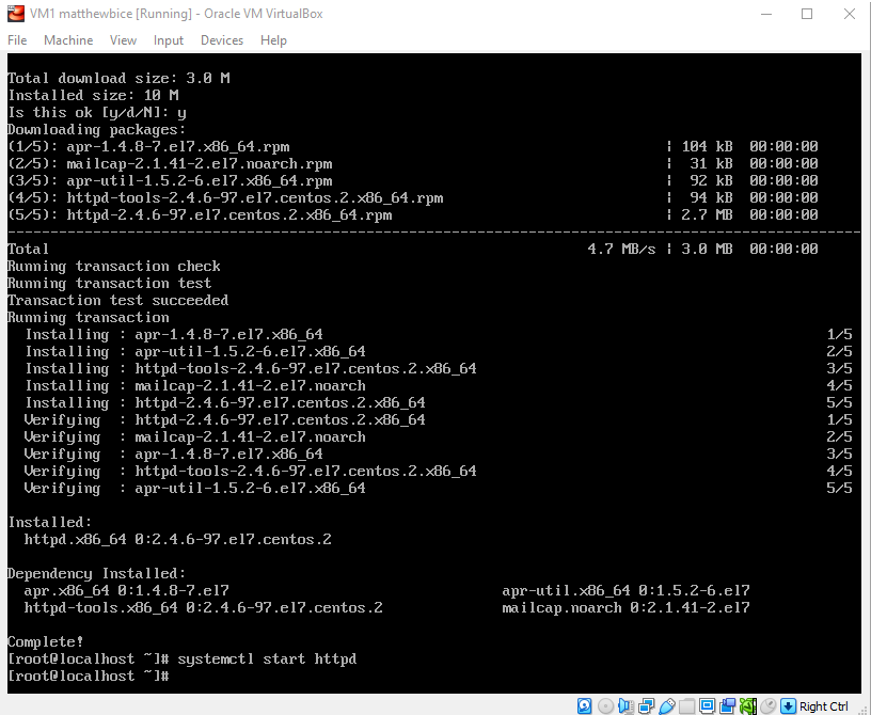 VM1 matthewbice [Running] - Oracle VM VirtualBox
File Machine View Input Devices Help
Total download size: 3.0 M
Installed size: 10 M
Is this ok [y/d/N]: y
Downloading packages:
(1/5): apr-1.4.8-7.el7.x86_64.rpm | 104 kB 00:00:00
(2/5): mailcap-2.1.41-2.el7.noarch.rpm | 31 kB 00:00:00
(3/5): apr-util-1.5.2-6.el7.x86_64.rpm | 92 kB 00:00:00
(4/5): httpd-tools-2.4.6-97.el7.centos.2.x86_64.rpm | 94 kB 00:00:00
(5/5): httpd-2.4.6-97.el7.centos.2.x86_64.rpm | 2.7 MB 00:00:00
--------------------------------------------------------------------------------
Total 4.7 MB/s | 3.0 MB 00:00:00
Running transaction check
Running transaction test
Transaction test succeeded
Running transaction
Installing : apr-1.4.8-7.el7.x86_64 1/5
Installing : apr-util-1.5.2-6.el7.x86_64 2/5
Installing : httpd-tools-2.4.6-97.el7.centos.2.x86_64 3/5
Installing : mailcap-2.1.41-2.el7.noarch 4/5
Installing : httpd-2.4.6-97.el7.centos.2.x86_64 5/5
Verifying : httpd-2.4.6-97.el7.centos.2.x86_64 1/5
Verifying : mailcap-2.1.41-2.el7.noarch 2/5
Verifying : apr-1.4.8-7.el7.x86_64 3/5
Verifying : httpd-tools-2.4.6-97.el7.centos.2.x86_64 4/5
Verifying : apr-util-1.5.2-6.el7.x86_64 5/5
Installed:
httpd.x86_64 0:2.4.6-97.el7.centos.2
Dependency Installed:
apr.x86_64 0:1.4.8-7.el7 apr-util.x86_64 0:1.5.2-6.el7
httpd-tools.x86_64 0:2.4.6-97.el7.centos.2 mailcap.noarch 0:2.1.41-2.el7
Complete!
[root@localhost ~]# systemctl start httpd
[root@localhost ~]#
Right Ctrl